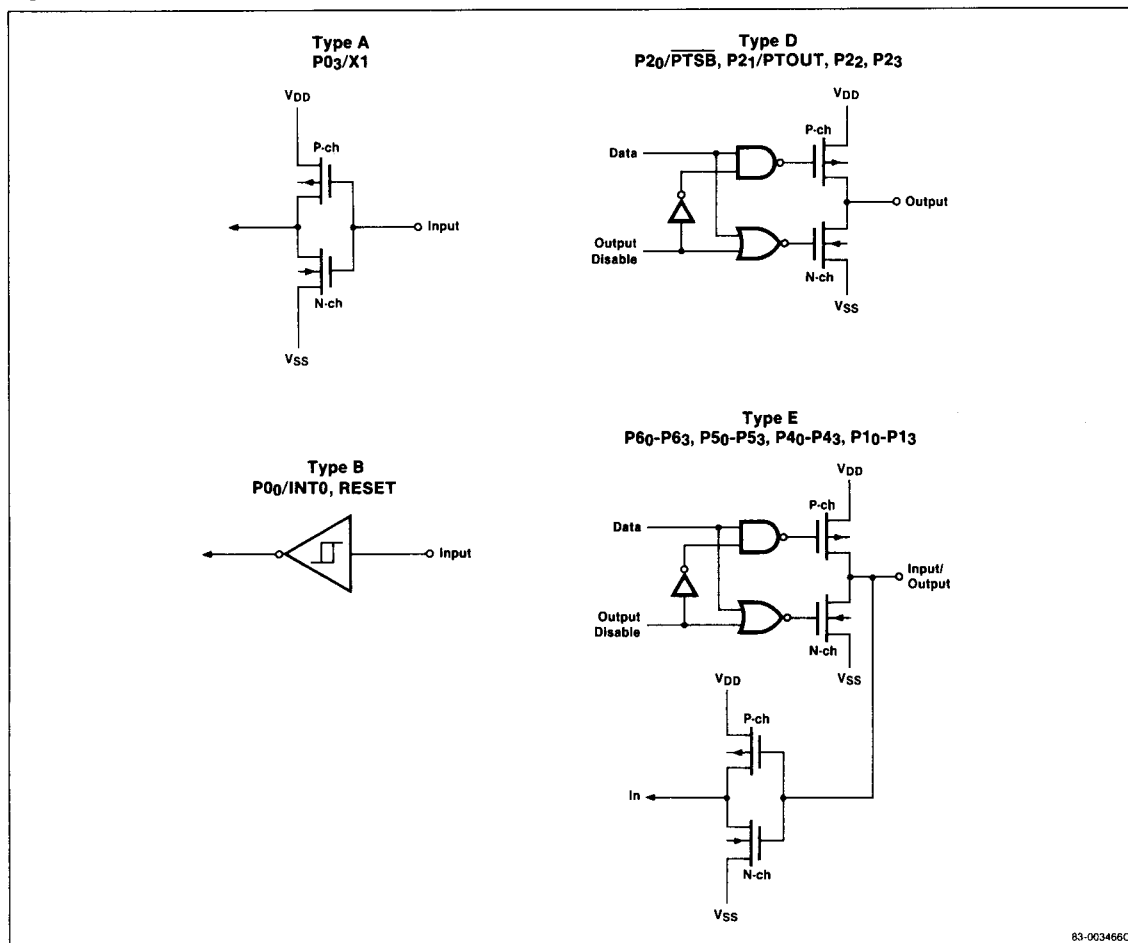 Type A
P03/X1
VDD
P-ch
Input
N-ch
VSS
Type D
P20/PTSB, P21/PTOUT, P22, P23
VDD
P-ch
Data
Output
Output
Disable
N-ch
VSS
Type B
P00/INT0, RESET
Input
Type E
P60-P63, P50-P53, P40-P43, P10-P13
VDD
P-ch
Data
Input/
Output
Output
Disable
N-ch
VSS
VDD
P-ch
In
N-ch
VSS
83-003466C